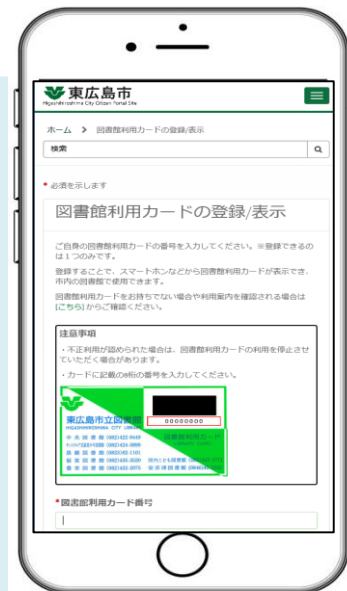 東広島市
Higashihiroshima City Citizen Portal Site
ホーム > 図書館利用カードの登録/表示
検索
* 必須を示します
図書館利用カードの登録/表示
ご自身の図書館利用カードの番号を入力してください。※登録できるの
は1つのみです。
登録することで、スマートホンなどから図書館利用カードが表示でき、
市内の図書館で使用できます。
図書館利用カードをお持ちでない場合や利用案内を確認される場合は
[こちら] からご確認ください。
注意事項
・不正利用が認められた場合は、図書館利用カードの利用を停止させ
ていただく場合があります。
・カードに記載の8桁の番号を入力してください。
00000000
東広島市立図書館
HIGASHIHIROSHIMA CITY LIBRARY
図書館利用カード
中央図書館
*図書館利用カード番号